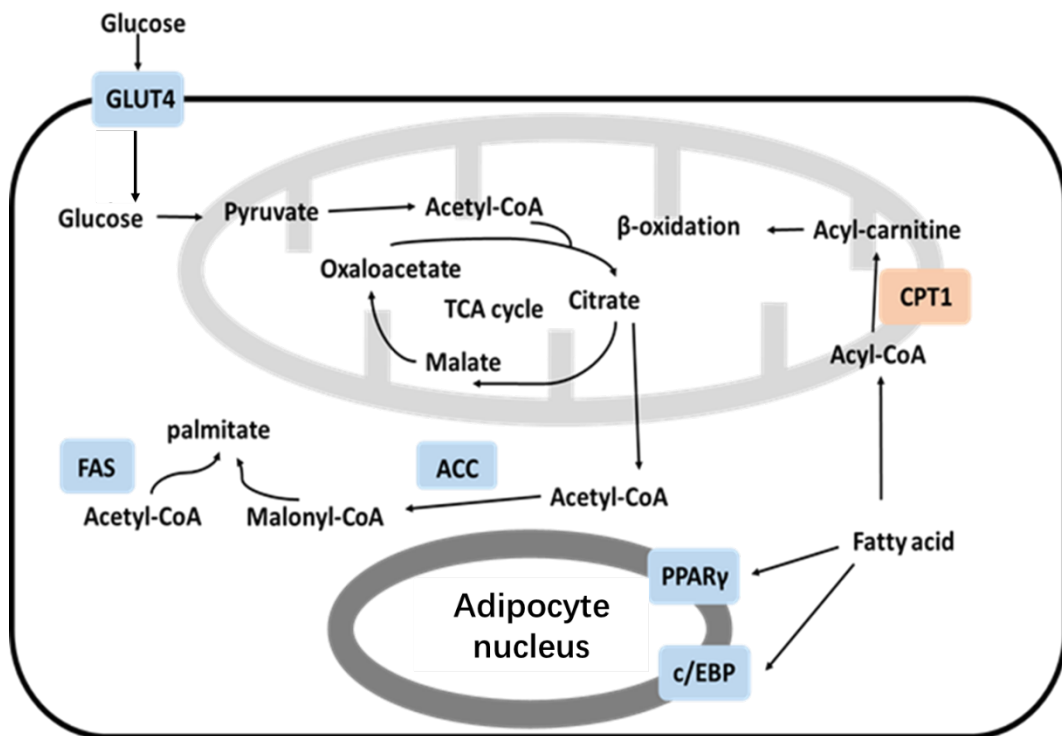 Glucose
GLUT4
Glucose
Pyruvate
Acetyl-CoA
β-oxidation
Acyl-carnitine
Oxaloacetate
TCA cycle
Citrate
CPT1
Malate
Acyl-CoA
palmitate
FAS
ACC
Acetyl-CoA
Malonyl-CoA
Acetyl-CoA
Fatty acid
PPARγ
Adipocyte
nucleus
c/EBP